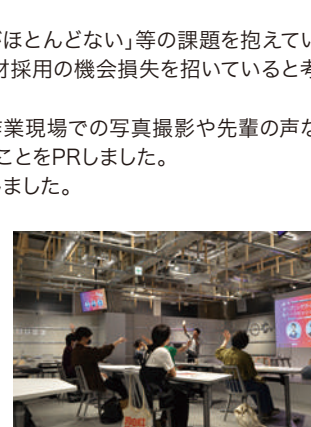 がほとんどない」等の課題を抱えてい
材採用の機会損失を招いていると考
作業現場での写真撮影や先輩の声な
ことをPRしました。
ました。